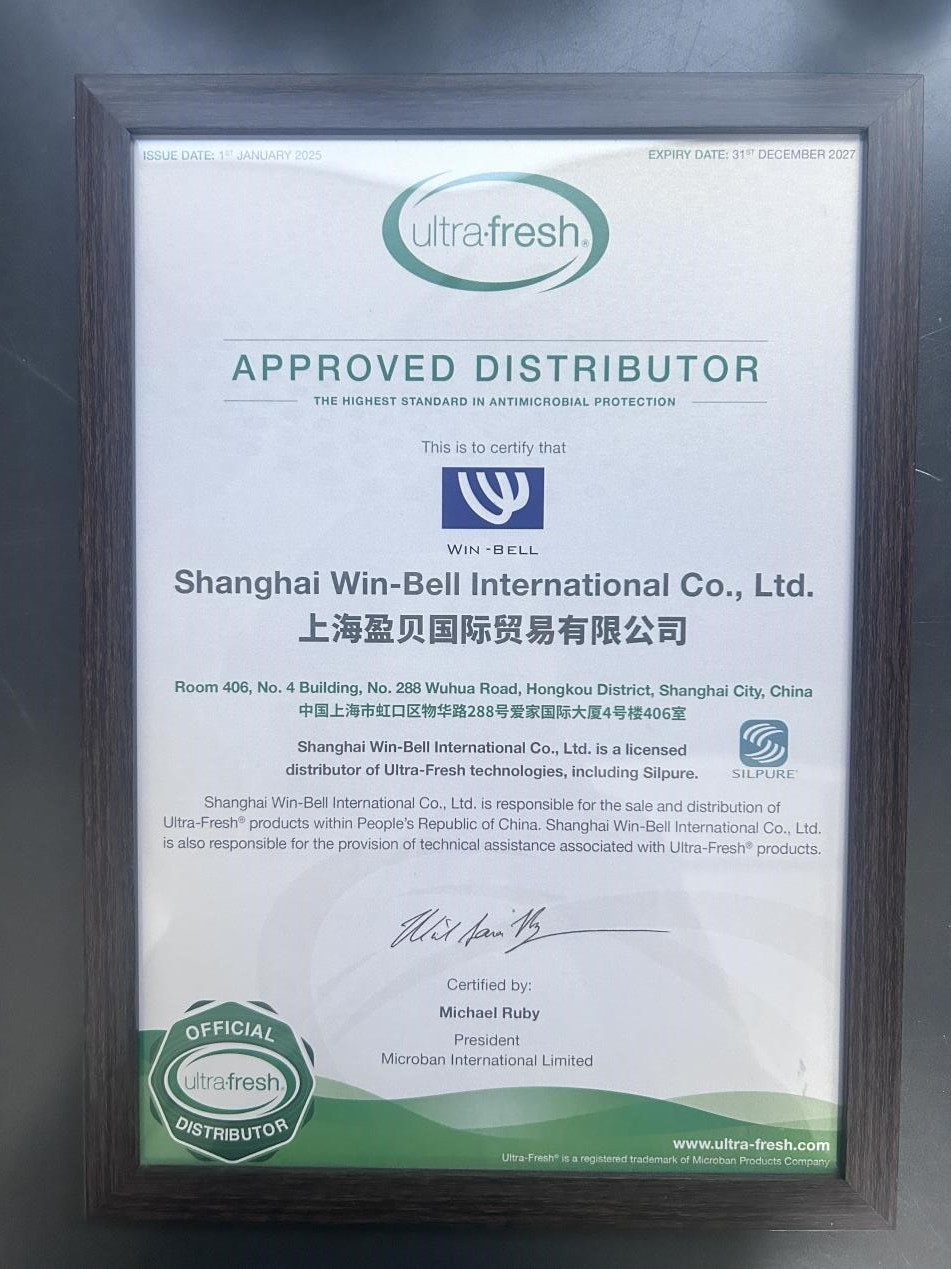 ISSUE DATE: 1ST JANUARY 2025
EXPIRY DATE: 31ST DECEMBER 2027
ultra·fresh®
APPROVED DISTRIBUTOR
THE HIGHEST STANDARD IN ANTIMICROBIAL PROTECTION
This is to certify that
WIN-BELL
Shanghai Win-Bell International Co., Ltd.
上海盈贝国际贸易有限公司
Room 406, No. 4 Building, No. 288 Wuhua Road, Hongkou District, Shanghai City, China
中国上海市虹口区物华路288号爱家国际大厦4号楼406室
Shanghai Win-Bell International Co., Ltd. is a licensed
distributor of Ultra-Fresh technologies, including Silpure.
SILPURE
Shanghai Win-Bell International Co., Ltd. is responsible for the sale and distribution of
Ultra-Fresh® products within People's Republic of China. Shanghai Win-Bell International Co., Ltd.
is also responsible for the provision of technical assistance associated with Ultra-Fresh® products.
Certified by:
Michael Ruby
President
Microban International Limited
OFFICIAL
ultra·fresh
DISTRIBUTOR
www.ultra-fresh.com
Ultra-Fresh® is a registered trademark of Microban Products Company